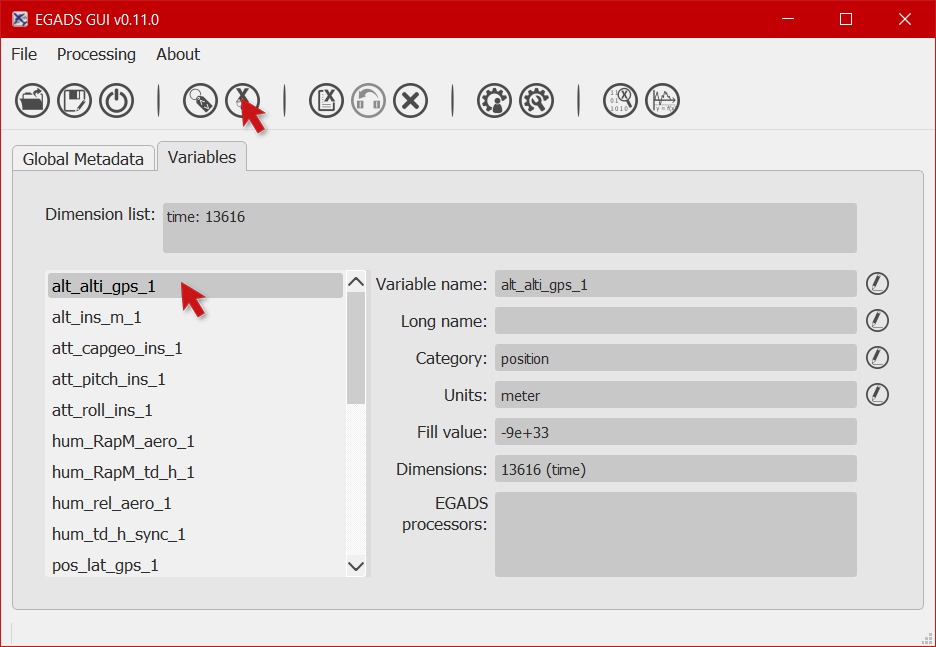 EGADS GUI v0.11.0
File Processing About
Global Metadata Variables
Dimension list: time: 13616
alt_alti_gps_1
alt_ins_m_1
att_capgeo_ins_1
att_pitch_ins_1
att_roll_ins_1
hum_RapM_aero_1
hum_RapM_td_h_1
hum_rel_aero_1
hum_td_h_sync_1
pos_lat_gps_1
Variable name: alt_alti_gps_1
Long name:
Category: position
Units: meter
Fill value: -9e+33
Dimensions: 13616 (time)
EGADS
processors: